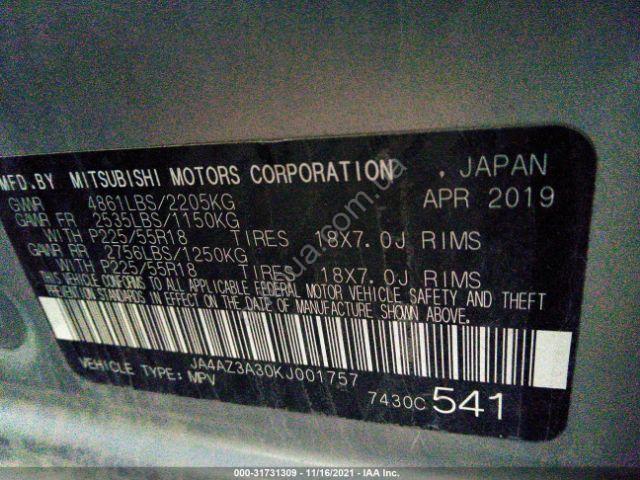 MFD.BY MITSUBISHI MOTORS CORPORATION , JAPAN
GVWR 4861LBS/2205KG APR 2019
GAWR FR 2535LBS/1150KG
WITH P225/55R18 TIRES 18X7.0J RIMS
GAWR RR 2756LBS/1250KG
WITH P225/55R18 TIRES 18X7.0J RIMS
THIS VEHICLE CONFORMS TO ALL APPLICABLE FEDERAL MOTOR VEHICLE SAFETY AND THEFT
PREVENTION STANDARDS IN EFFECT ON THE DATE OF MANUFACTURE SHOWN ABOVE.
JA4AZ3A30KJ001757
VEHICLE TYPE: MPV
7430C 541
000-31731309 - 11/16/2021 - IAA Inc.